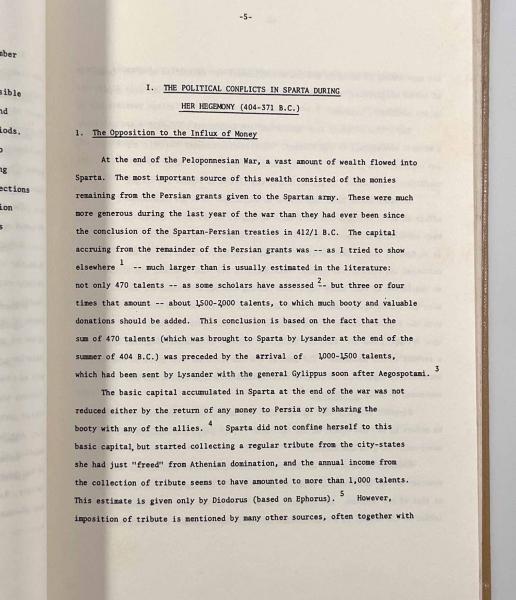 -5-
I. THE POLITICAL CONFLICTS IN SPARTA DURING
HER HEGEMONY (404-371 B.C.)
1. The Opposition to the Influx of Money
At the end of the Peloponnesian War, a vast amount of wealth flowed into
Sparta. The most important source of this wealth consisted of the monies
remaining from the Persian grants given to the Spartan army. These were much
more generous during the last year of the war than they had ever been since
the conclusion of the Spartan-Persian treaties in 412/1 B.C. The capital
accruing from the remainder of the Persian grants was -- as I tried to show
elsewhere 1 -- much larger than is usually estimated in the literature:
not only 470 talents -- as some scholars have assessed 2 -- but three or four
times that amount -- about 1,500-2,000 talents, to which much booty and valuable
donations should be added. This conclusion is based on the fact that the
sum of 470 talents (which was brought to Sparta by Lysander at the end of the
summer of 404 B.C.) was preceded by the arrival of 1,000-1,500 talents,
which had been sent by Lysander with the general Gylippus soon after Aegospotami. 3
The basic capital accumulated in Sparta at the end of the war was not
reduced either by the return of any money to Persia or by sharing the
booty with any of the allies. 4 Sparta did not confine herself to this
basic capital, but started collecting a regular tribute from the city-states
she had just "freed" from Athenian domination, and the annual income from
the collection of tribute seems to have amounted to more than 1,000 talents.
This estimate is given only by Diodorus (based on Ephorus). 5 However,
imposition of tribute is mentioned by many other sources, often together with